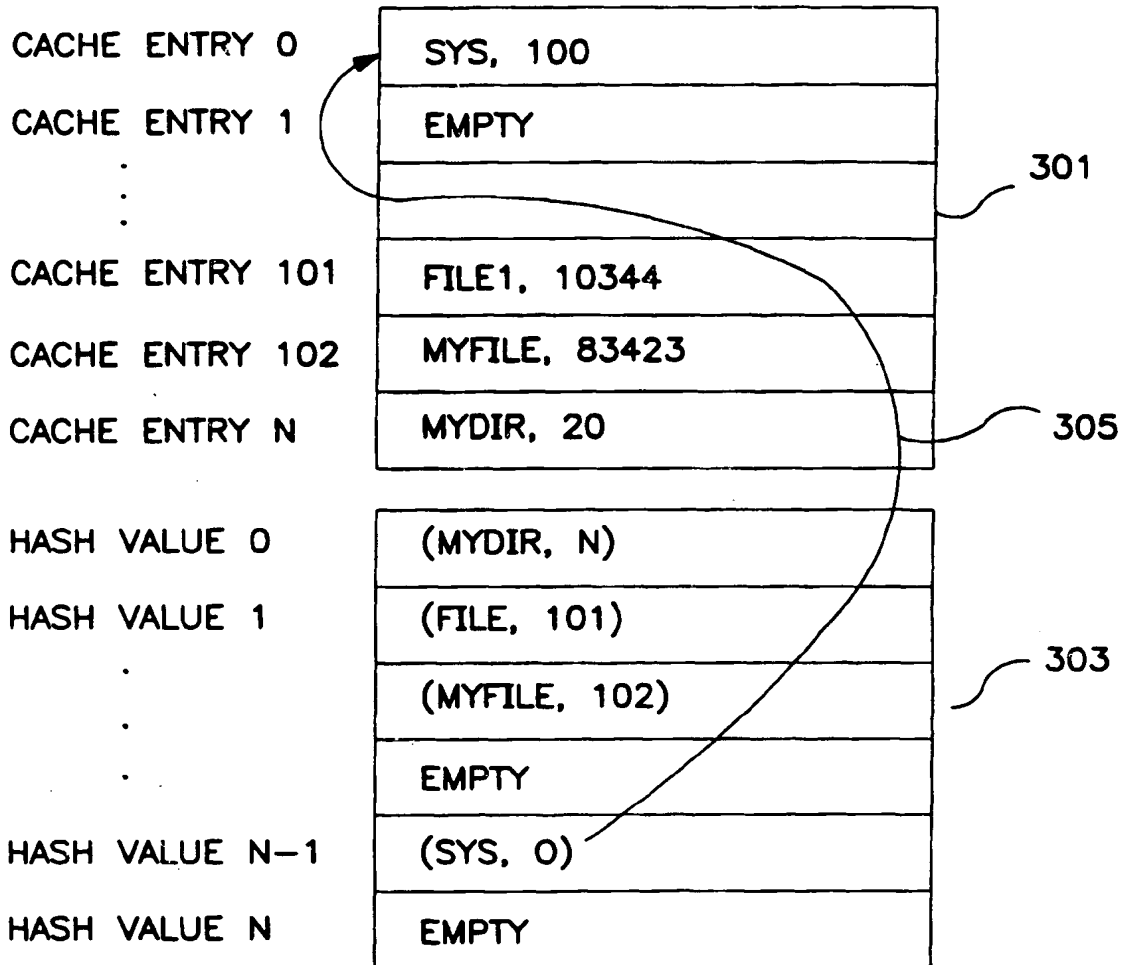 CACHE ENTRY 0 SYS, 100
CACHE ENTRY 1 EMPTY
301
CACHE ENTRY 101 FILE1, 10344
CACHE ENTRY 102 MYFILE, 83423
CACHE ENTRY N MYDIR, 20 305
HASH VALUE 0 (MYDIR, N)
HASH VALUE 1 (FILE, 101)
303
(MYFILE, 102)
EMPTY
HASH VALUE N-1 (SYS, 0)
HASH VALUE N EMPTY